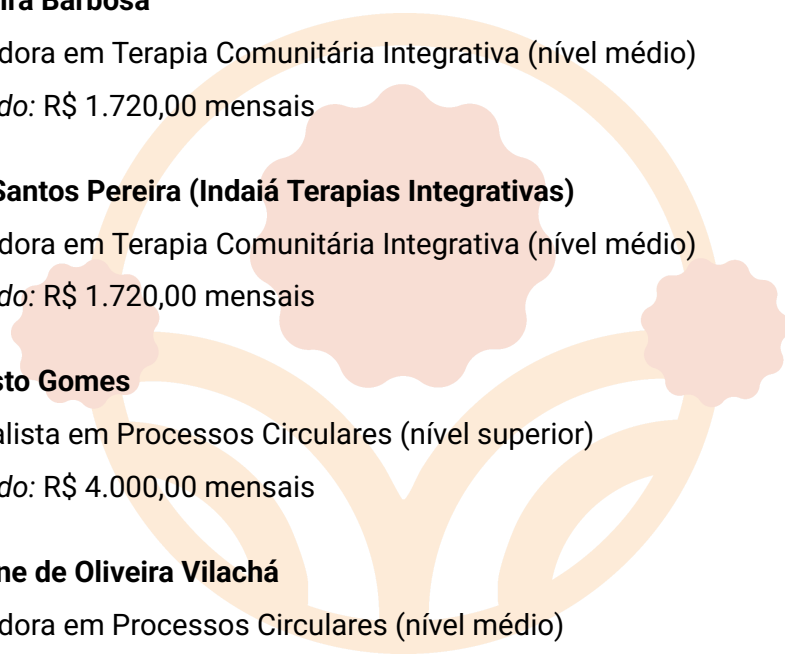 ira Barbosa
dora em Terapia Comunitária Integrativa (nível médio)
do: R$ 1.720,00 mensais
Santos Pereira (Indaiá Terapias Integrativas)
dora em Terapia Comunitária Integrativa (nível médio)
do: R$ 1.720,00 mensais
sto Gomes
alista em Processos Circulares (nível superior)
do: R$ 4.000,00 mensais
ne de Oliveira Vilachá
dora em Processos Circulares (nível médio)